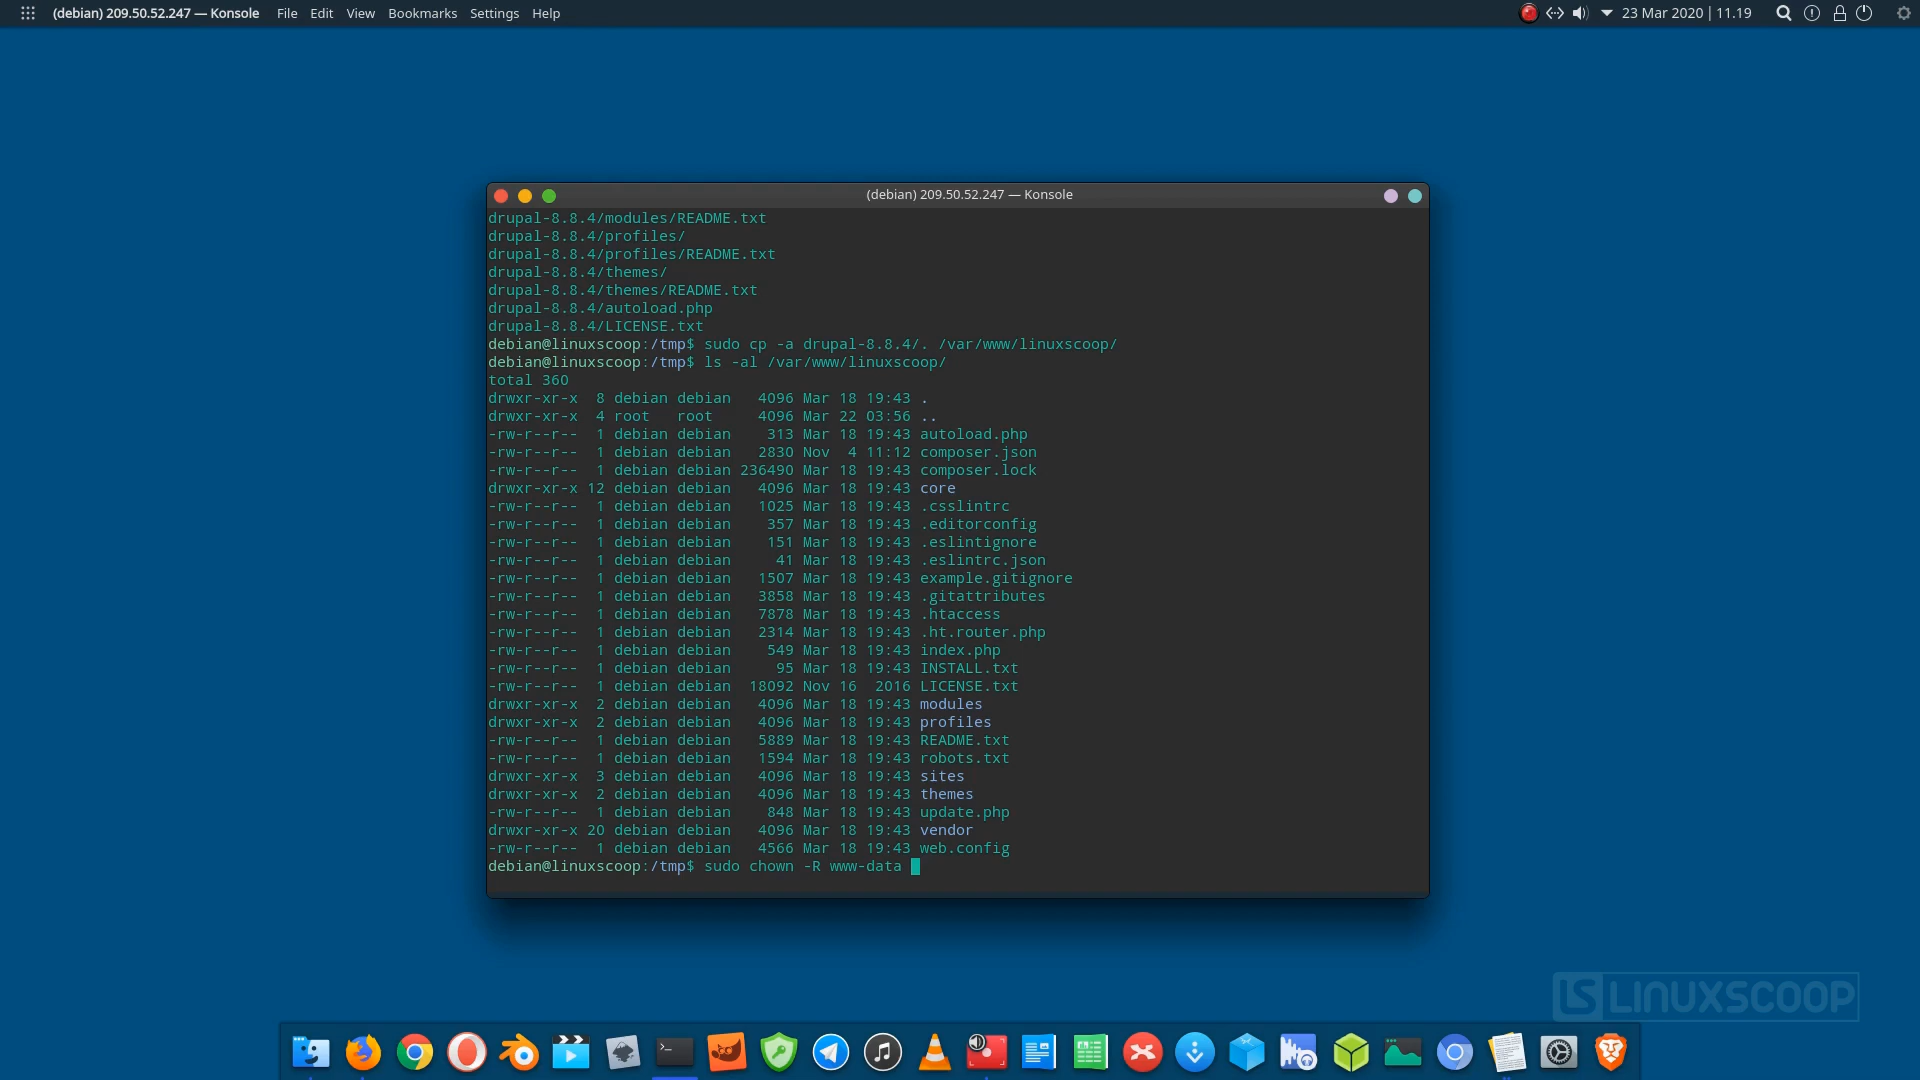 (debian) 209.50.52.247 — Konsole File Edit View Bookmarks Settings Help 23 Mar 2020 | 11.19
(debian) 209.50.52.247 — Konsole
drupal-8.8.4/modules/README.txt
drupal-8.8.4/profiles/
drupal-8.8.4/profiles/README.txt
drupal-8.8.4/themes/
drupal-8.8.4/themes/README.txt
drupal-8.8.4/autoload.php
drupal-8.8.4/LICENSE.txt
debian@linuxscoop:/tmp$ sudo cp -a drupal-8.8.4/. /var/www/linuxscoop/
debian@linuxscoop:/tmp$ ls -al /var/www/linuxscoop/
total 360
drwxr-xr-x  8 debian debian   4096 Mar 18 19:43 .
drwxr-xr-x  4 root   root     4096 Mar 22 03:56 ..
-rw-r--r--  1 debian debian    313 Mar 18 19:43 autoload.php
-rw-r--r--  1 debian debian   2830 Nov  4 11:12 composer.json
-rw-r--r--  1 debian debian 236490 Mar 18 19:43 composer.lock
drwxr-xr-x 12 debian debian   4096 Mar 18 19:43 core
-rw-r--r--  1 debian debian   1025 Mar 18 19:43 .csslintrc
-rw-r--r--  1 debian debian    357 Mar 18 19:43 .editorconfig
-rw-r--r--  1 debian debian    151 Mar 18 19:43 .eslintignore
-rw-r--r--  1 debian debian     41 Mar 18 19:43 .eslintrc.json
-rw-r--r--  1 debian debian   1507 Mar 18 19:43 example.gitignore
-rw-r--r--  1 debian debian   3858 Mar 18 19:43 .gitattributes
-rw-r--r--  1 debian debian   7878 Mar 18 19:43 .htaccess
-rw-r--r--  1 debian debian   2314 Mar 18 19:43 .ht.router.php
-rw-r--r--  1 debian debian    549 Mar 18 19:43 index.php
-rw-r--r--  1 debian debian     95 Mar 18 19:43 INSTALL.txt
-rw-r--r--  1 debian debian  18092 Nov 16  2016 LICENSE.txt
drwxr-xr-x  2 debian debian   4096 Mar 18 19:43 modules
drwxr-xr-x  2 debian debian   4096 Mar 18 19:43 profiles
-rw-r--r--  1 debian debian   5889 Mar 18 19:43 README.txt
-rw-r--r--  1 debian debian   1594 Mar 18 19:43 robots.txt
drwxr-xr-x  3 debian debian   4096 Mar 18 19:43 sites
drwxr-xr-x  2 debian debian   4096 Mar 18 19:43 themes
-rw-r--r--  1 debian debian    848 Mar 18 19:43 update.php
drwxr-xr-x 20 debian debian   4096 Mar 18 19:43 vendor
-rw-r--r--  1 debian debian   4566 Mar 18 19:43 web.config
debian@linuxscoop:/tmp$ sudo chown -R www-data
LS LINUXSCOOP